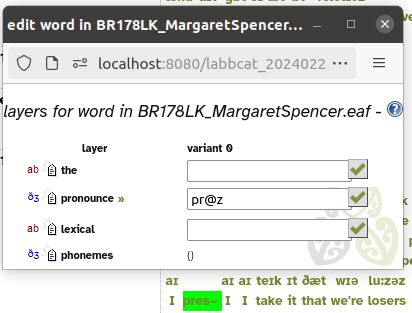 edit word in BR178LK_MargaretSpencer...
localhost:8080/labbcat_2024022
layers for word in BR178LK_MargaretSpencer.eaf -
layer variant 0
ab the
ðʒ pronounce » pr@z
ab lexical
ðʒ phonemes ()
aɪ aɪ aɪ teɪk ɪt ðæt wɪə luːzəz
I pres~ I I take it that we're losers